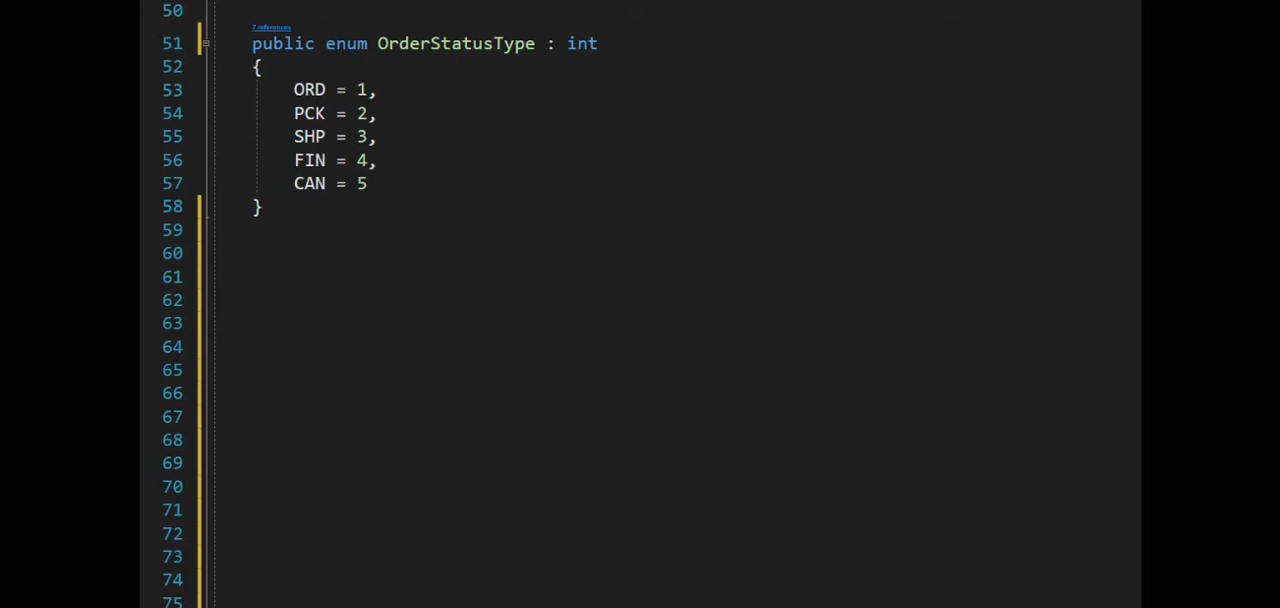 50
7 references
51 public enum OrderStatusType : int
52 {
53 ORD = 1,
54 PCK = 2,
55 SHP = 3,
56 FIN = 4,
57 CAN = 5
58 }
59
60
61
62
63
64
65
66
67
68
69
70
71
72
73
74
75